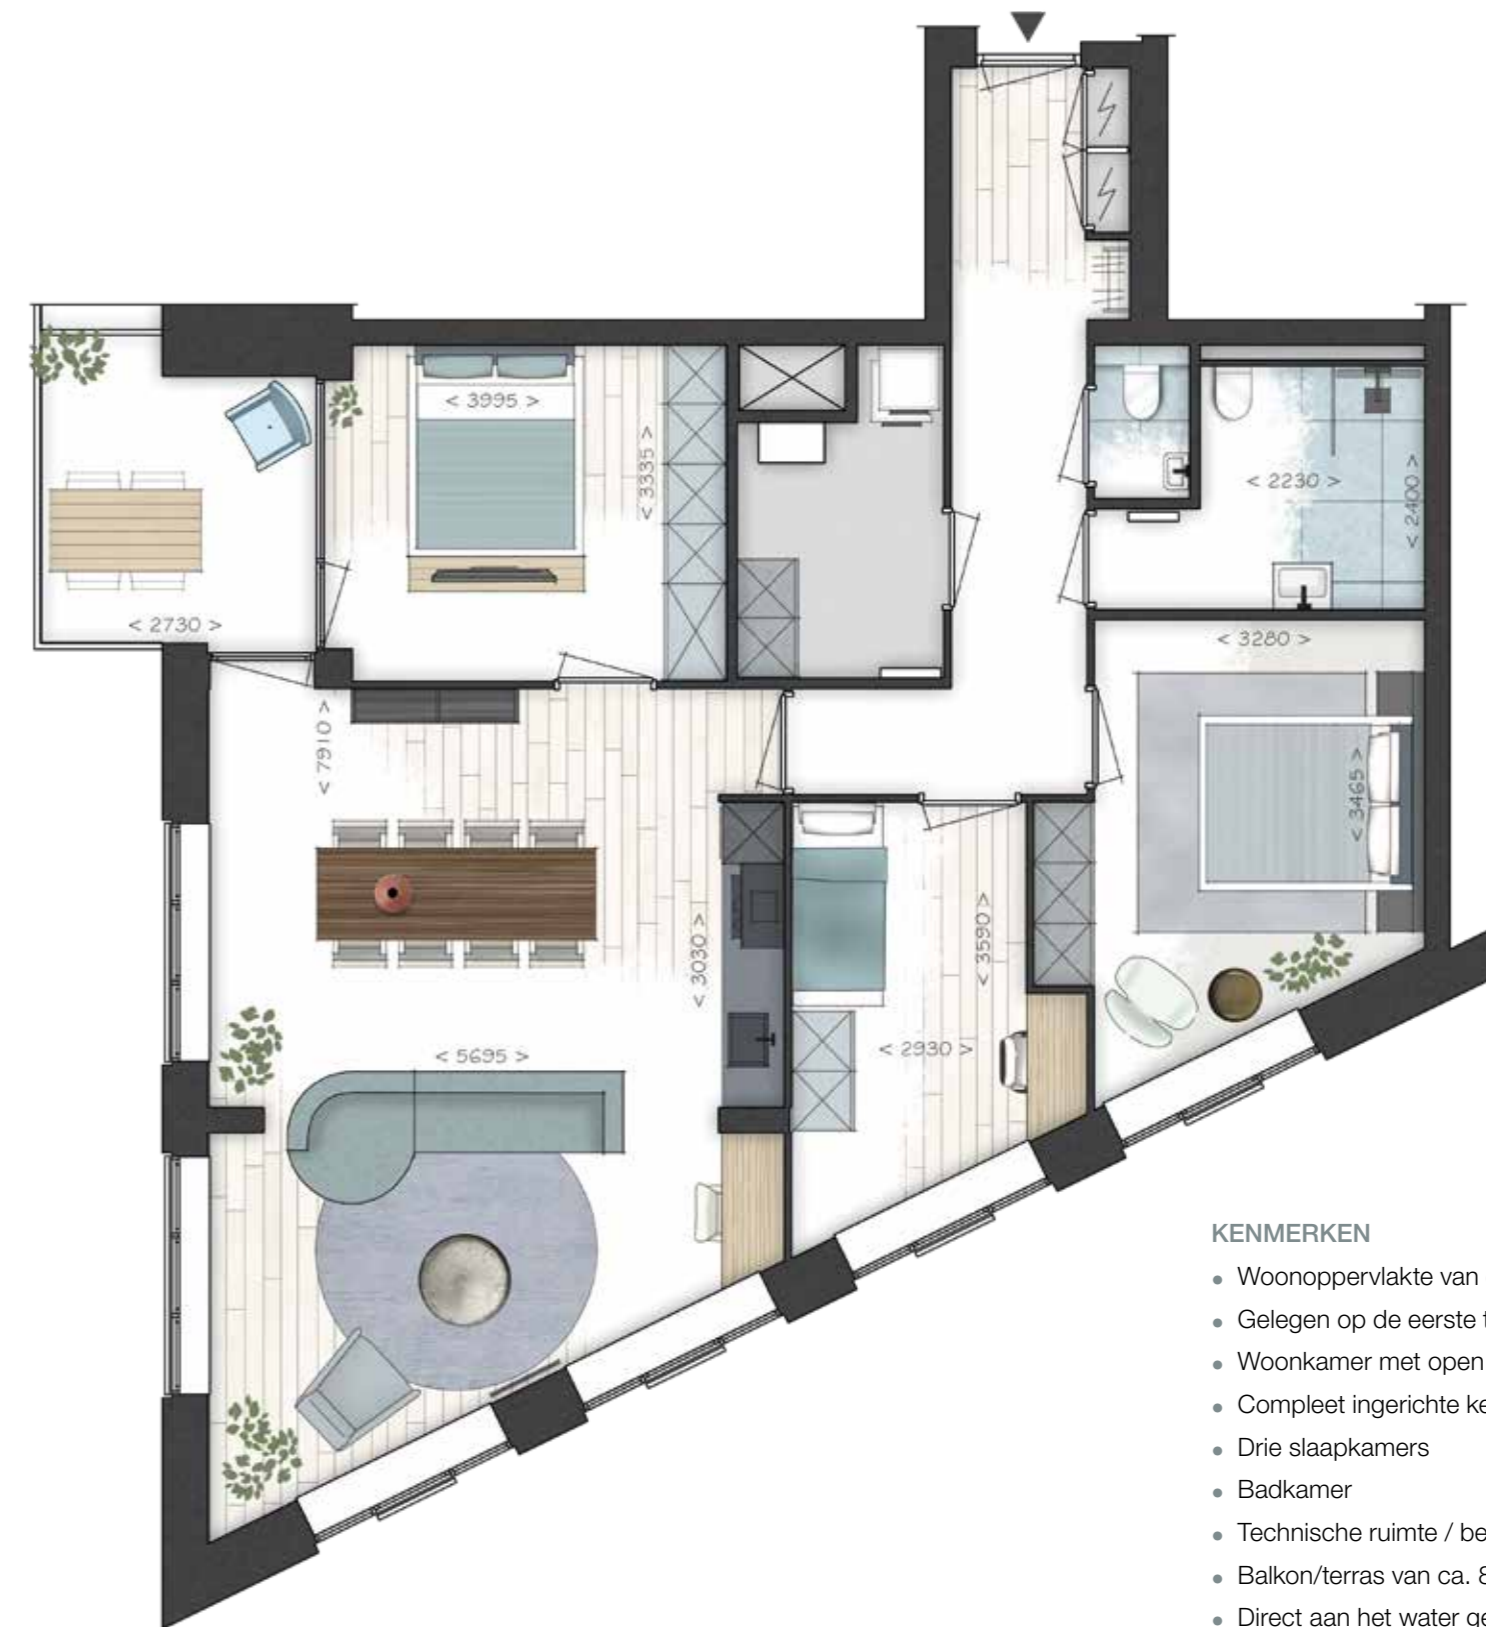 < 3995 >
< 3335 >
< 2230 >
< 2400 >
< 2730 >
< 3280 >
< 7910 >
< 3465 >
< 3030 >
< 3590 >
< 5695 >
< 2930 >
KENMERKEN
• Woonoppervlakte van
• Gelegen op de eerste
• Woonkamer met open
• Compleet ingerichte
• Drie slaapkamers
• Badkamer
• Technische ruimte /
• Balkon/terras van ca. 8
• Direct aan het water